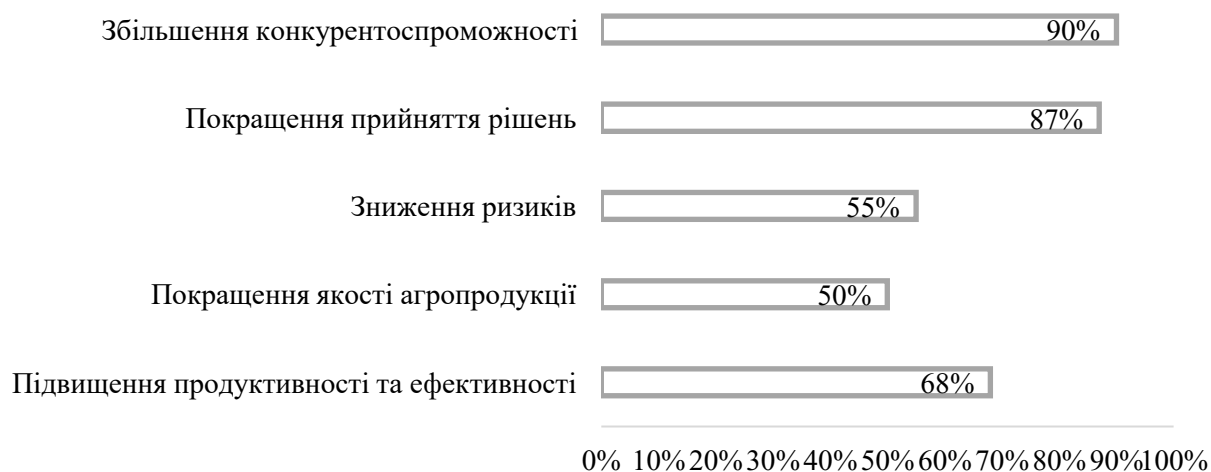 Збільшення конкурентоспроможності 90%
Покращення прийняття рішень 87%
Зниження ризиків 55%
Покращення якості агропродукції 50%
Підвищення продуктивності та ефективності 68%
0% 10% 20% 30% 40% 50% 60% 70% 80% 90% 100%